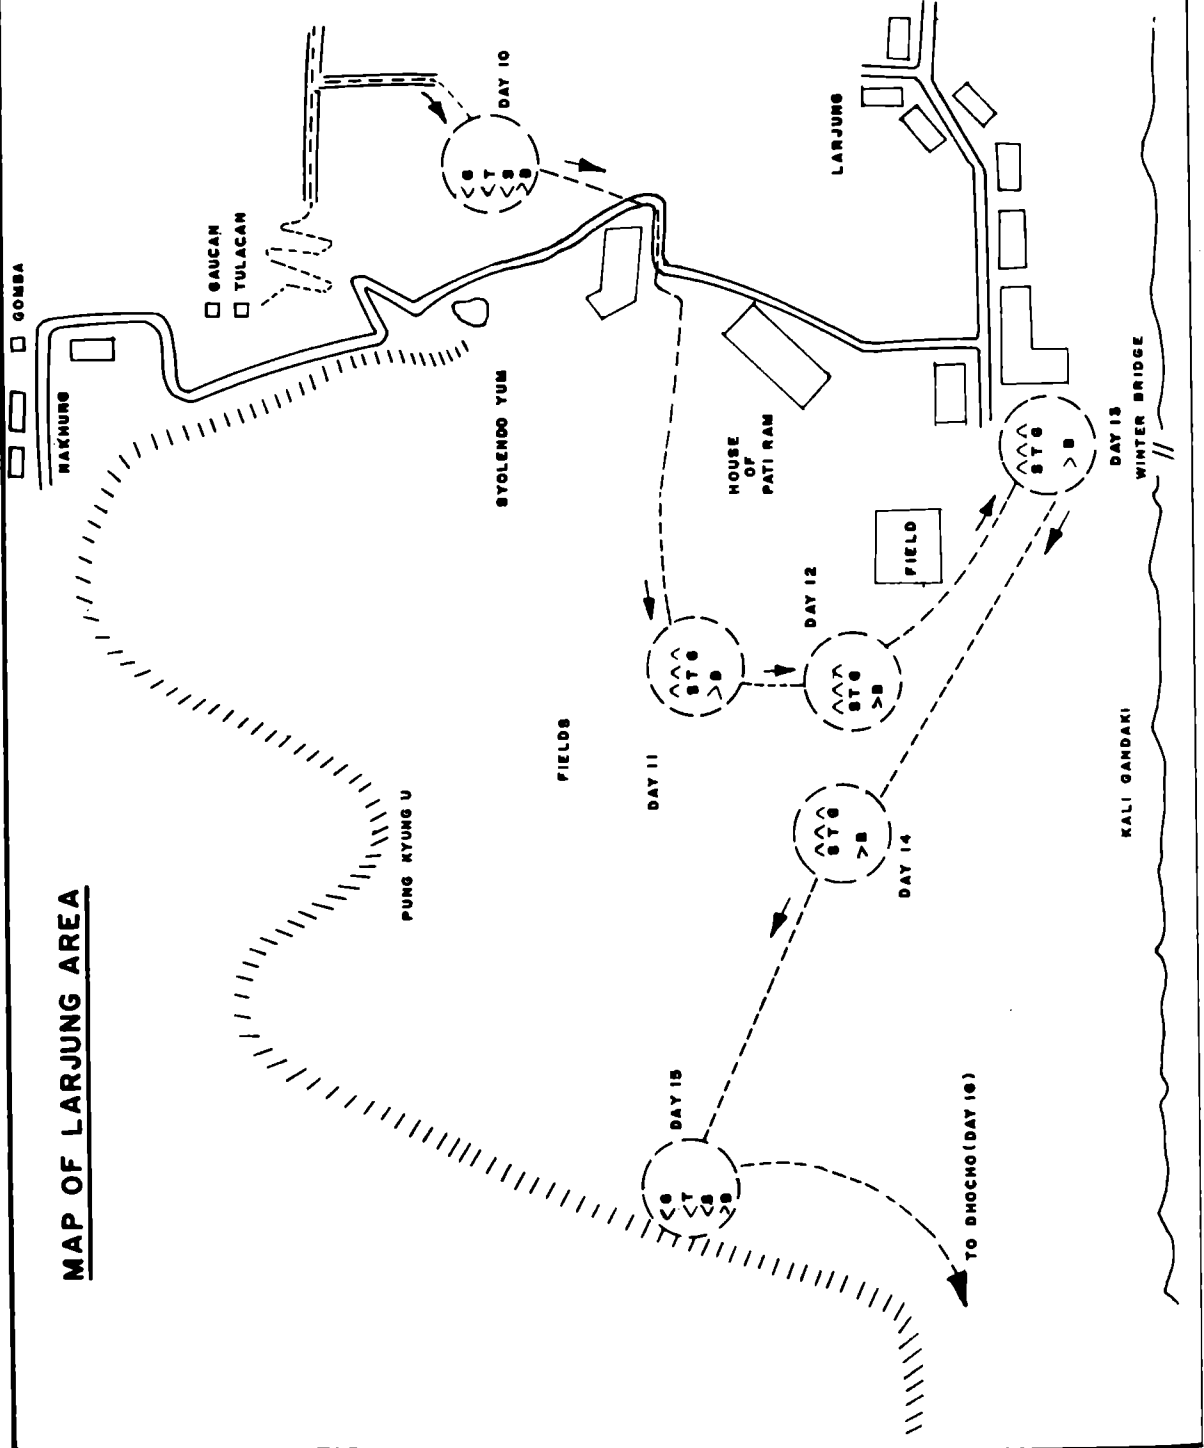 MAP OF LARJUNG AREA
GOMBA
NAKHUNG
GAUCAN
TULACAN
DAY 10
G
T
S
B
LARJUNG
SYOLENDO YUM
HOUSE
OF
PATI RAM
FIELD
FIELDS
PUNG KYUNG U
DAY 11
S T G
B
DAY 12
S T G
B
DAY 13
S T G
B
WINTER BRIDGE
DAY 14
S T G
B
DAY 15
G
T
S
B
KALI GANDAKI
TO DHOCHO (DAY 16)